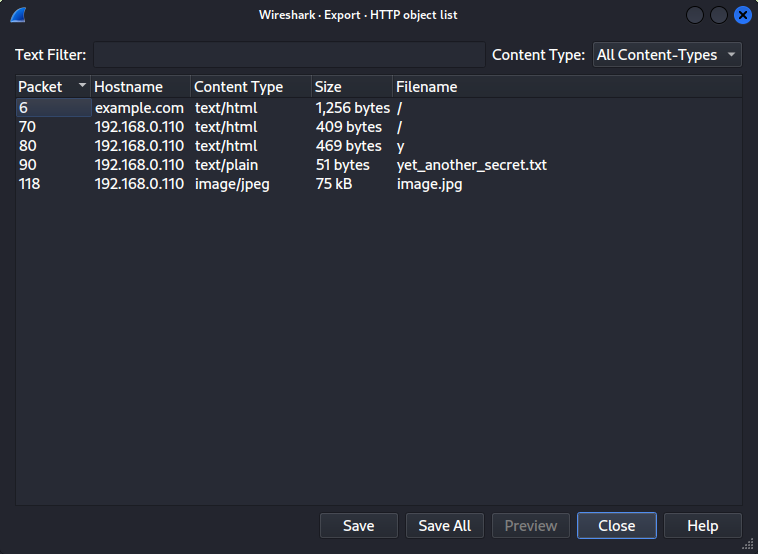 Wireshark · Export · HTTP object list
Text Filter: Content Type: All Content-Types
Packet Hostname Content Type Size Filename
6 example.com text/html 1,256 bytes /
70 192.168.0.110 text/html 409 bytes /
80 192.168.0.110 text/html 469 bytes y
90 192.168.0.110 text/plain 51 bytes yet_another_secret.txt
118 192.168.0.110 image/jpeg 75 kB image.jpg
Save Save All Preview Close Help